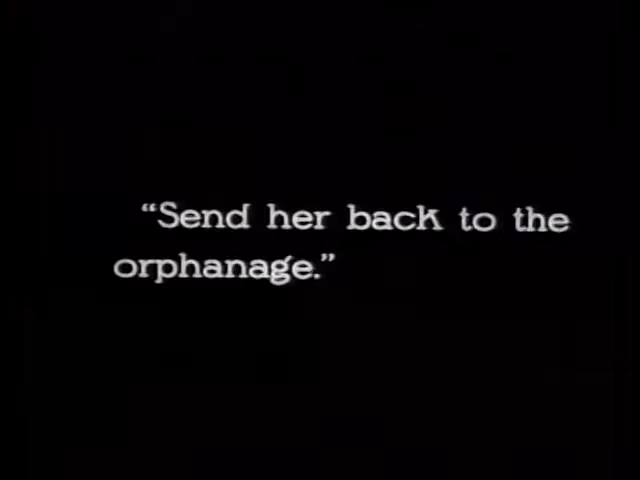 “Send her back to the
orphanage.”